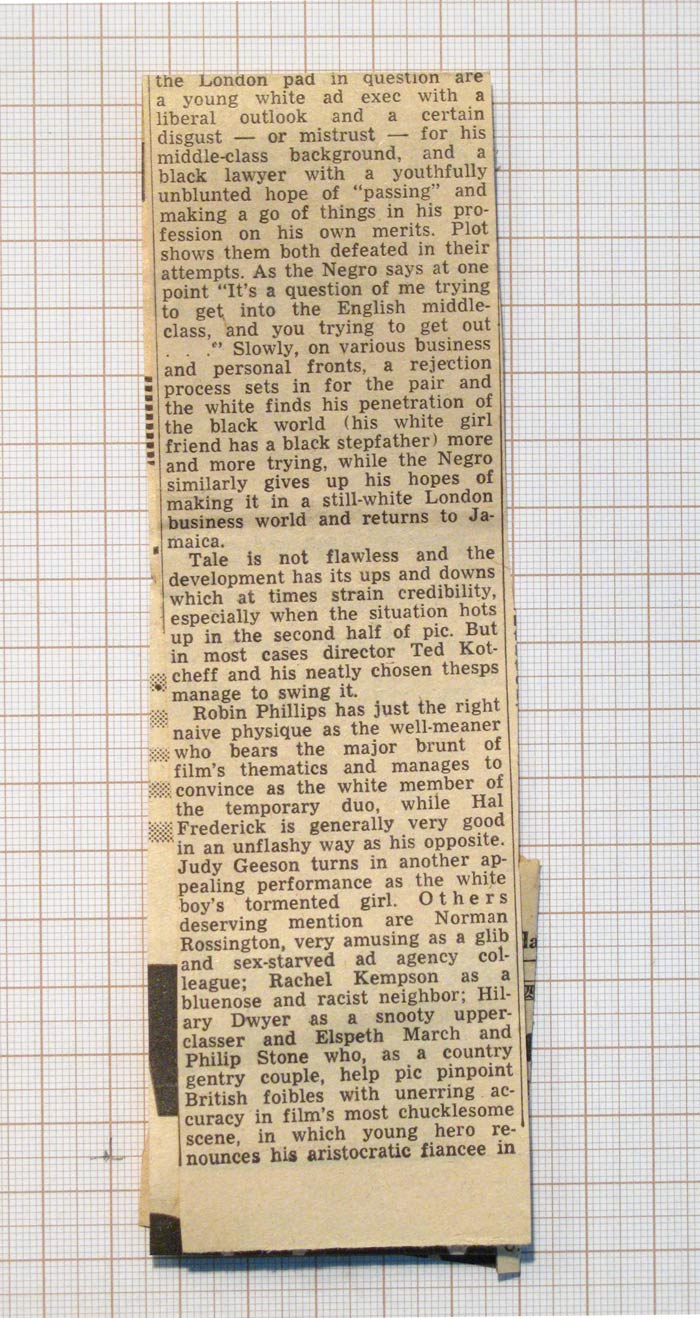 the London pad in question are
a young white ad exec with a
liberal outlook and a certain
disgust — or mistrust — for his
middle-class background, and a
black lawyer with a youthfully
unblunted hope of "passing" and
making a go of things in his pro-
fession on his own merits. Plot
shows them both defeated in their
attempts. As the Negro says at one
point "It's a question of me trying
to get into the English middle-
class, and you trying to get out
. . ." Slowly, on various business
and personal fronts, a rejection
process sets in for the pair and
the white finds his penetration of
the black world (his white girl
friend has a black stepfather) more
and more trying, while the Negro
similarly gives up his hopes of
making it in a still-white London
business world and returns to Ja-
maica.
Tale is not flawless and the
development has its ups and downs
which at times strain credibility,
especially when the situation hots
up in the second half of pic. But
in most cases director Ted Kot-
cheff and his neatly chosen thesps
manage to swing it.
Robin Phillips has just the right
naive physique as the well-meaner
who bears the major brunt of
film's thematics and manages to
convince as the white member of
the temporary duo, while Hal
Frederick is generally very good
in an unflashy way as his opposite.
Judy Geeson turns in another ap-
pealing performance as the white
boy's tormented girl. Others
deserving mention are Norman
Rossington, very amusing as a glib
and sex-starved ad agency col-
league; Rachel Kempson as a
bluenose and racist neighbor; Hil-
ary Dwyer as a snooty upper-
classer and Elspeth March and
Philip Stone who, as a country
gentry couple, help pic pinpoint
British foibles with unerring ac-
curacy in film's most chucklesome
scene, in which young hero re-
nounces his aristocratic fiancee in